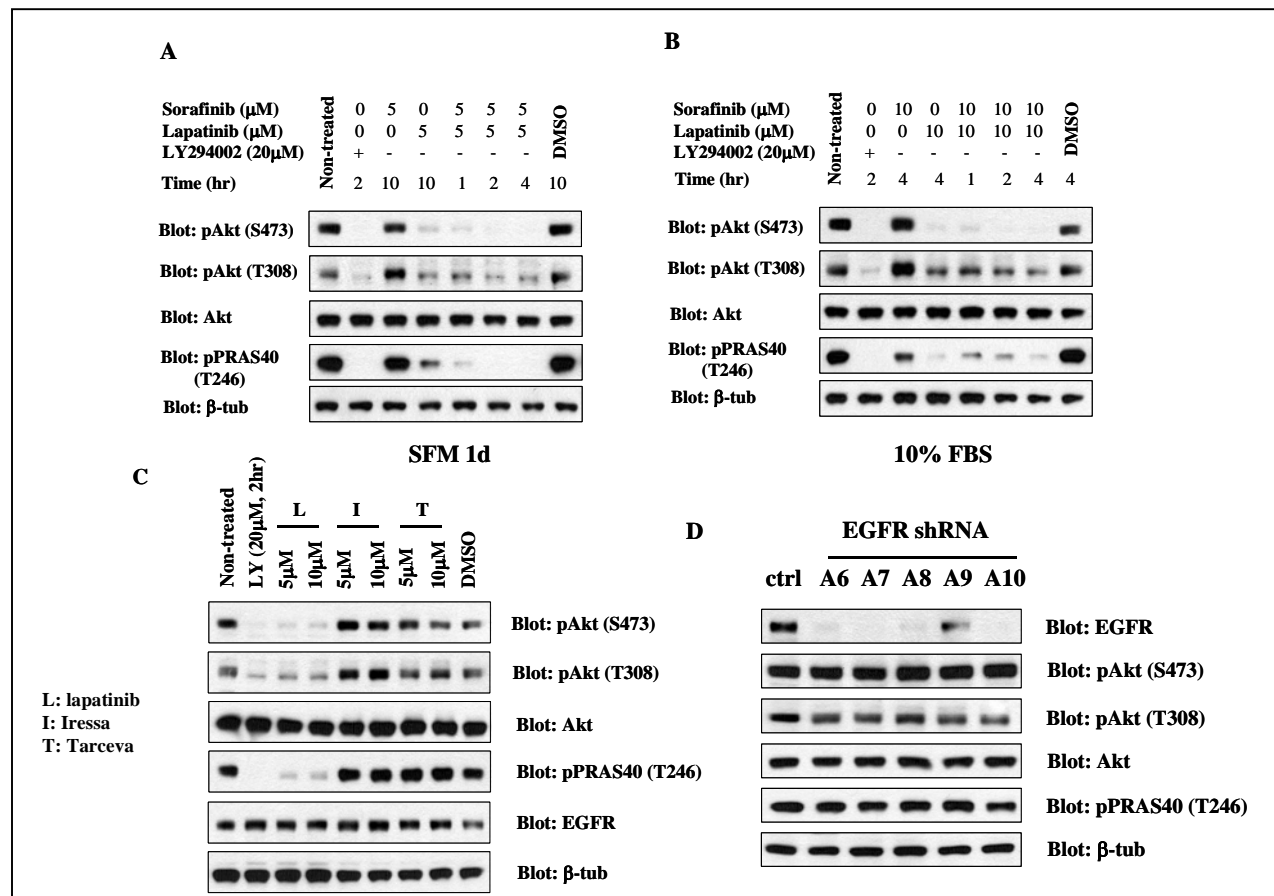 A
Sorafinib (μM) 0 5 0 5 5 5
Lapatinib (μM) 0 0 5 5 5 5
LY294002 (20μM) + - - - - -
Non-treated
DMSO
Time (hr) 2 10 10 1 2 4 10
Blot: pAkt (S473)
Blot: pAkt (T308)
Blot: Akt
Blot: pPRAS40
(T246)
Blot: β-tub
SFM 1d
B
Sorafinib (μM) 0 10 0 10 10 10
Lapatinib (μM) 0 0 10 10 10 10
LY294002 (20μM) + - - - - -
Non-treated
DMSO
Time (hr) 2 4 4 1 2 4 4
Blot: pAkt (S473)
Blot: pAkt (T308)
Blot: Akt
Blot: pPRAS40
(T246)
Blot: β-tub
10% FBS
C
L I T
Non-treated
LY (20μM, 2hr)
5μM
10μM
5μM
10μM
5μM
10μM
DMSO
Blot: pAkt (S473)
Blot: pAkt (T308)
Blot: Akt
Blot: pPRAS40 (T246)
Blot: EGFR
Blot: β-tub
L: lapatinib
I: Iressa
T: Tarceva
D
EGFR shRNA
ctrl A6 A7 A8 A9 A10
Blot: EGFR
Blot: pAkt (S473)
Blot: pAkt (T308)
Blot: Akt
Blot: pPRAS40 (T246)
Blot: β-tub